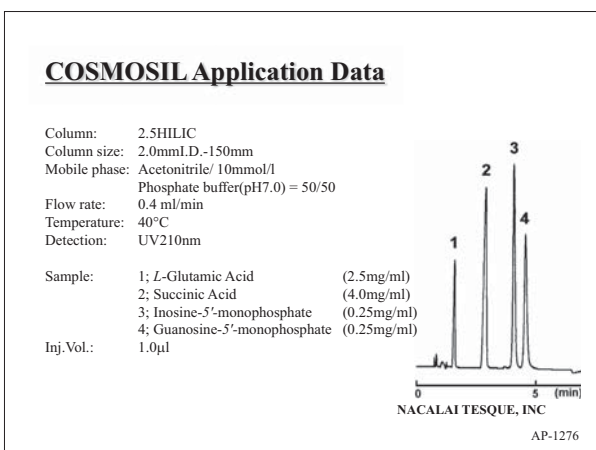 COSMOSIL Application Data
Column: 2.5HILIC
Column size: 2.0mmI.D.-150mm
Mobile phase: Acetonitrile/ 10mmol/l
Phosphate buffer(pH7.0) = 50/50
Flow rate: 0.4 ml/min
Temperature: 40°C
Detection: UV210nm
Sample: 1; L-Glutamic Acid (2.5mg/ml)
2; Succinic Acid (4.0mg/ml)
3; Inosine-5'-monophosphate (0.25mg/ml)
4; Guanosine-5'-monophosphate (0.25mg/ml)
Inj.Vol.: 1.0μl
1
2
3
4
0 5 (min)
NACALAI TESQUE, INC
AP-1276